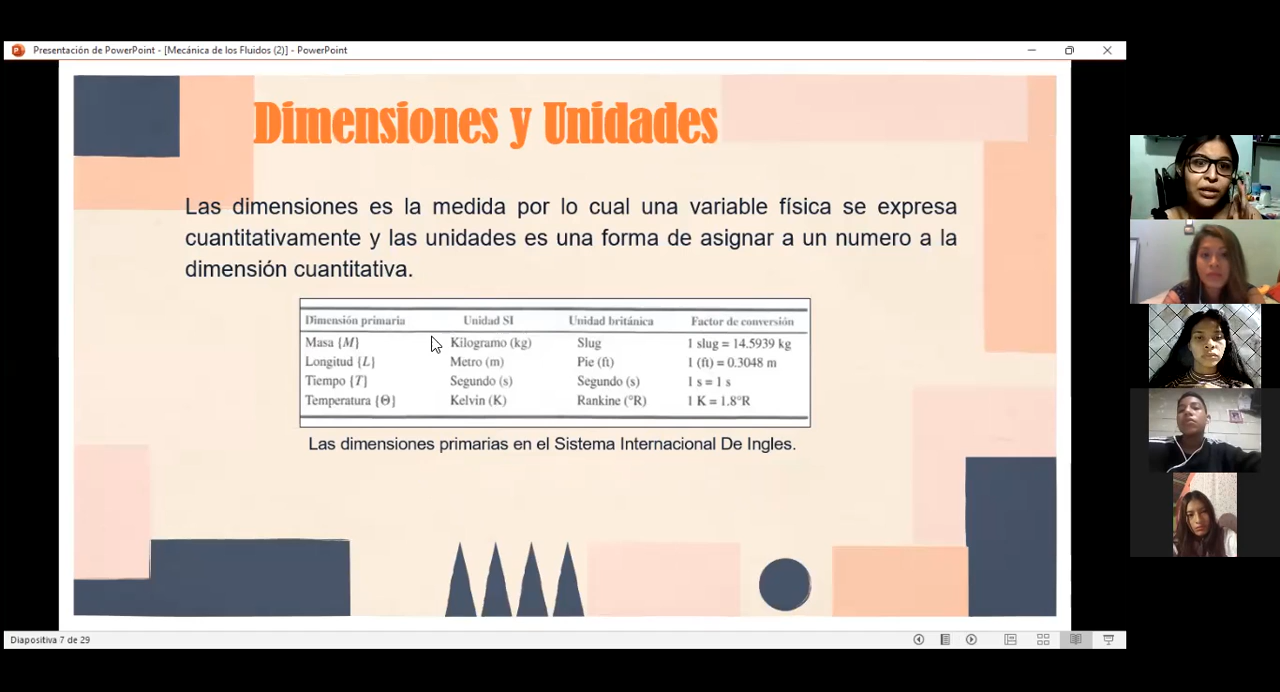 Presentación de PowerPoint - [Mecánica de los Fluidos (2)] - PowerPoint
Dimensiones y Unidades
Las dimensiones es la medida por lo cual una variable física se expresa
cuantitativamente y las unidades es una forma de asignar a un numero a la
dimensión cuantitativa.
Dimensión primaria Unidad SI Unidad británica Factor de conversión
Masa {M} Kilogramo (kg) Slug 1 slug = 14.5939 kg
Longitud {L} Metro (m) Pie (ft) 1 (ft) = 0.3048 m
Tiempo {T} Segundo (s) Segundo (s) 1 s = 1 s
Temperatura {Θ} Kelvin (K) Rankine (°R) 1 K = 1.8°R
Las dimensiones primarias en el Sistema Internacional De Ingles.
Diapositiva 7 de 29